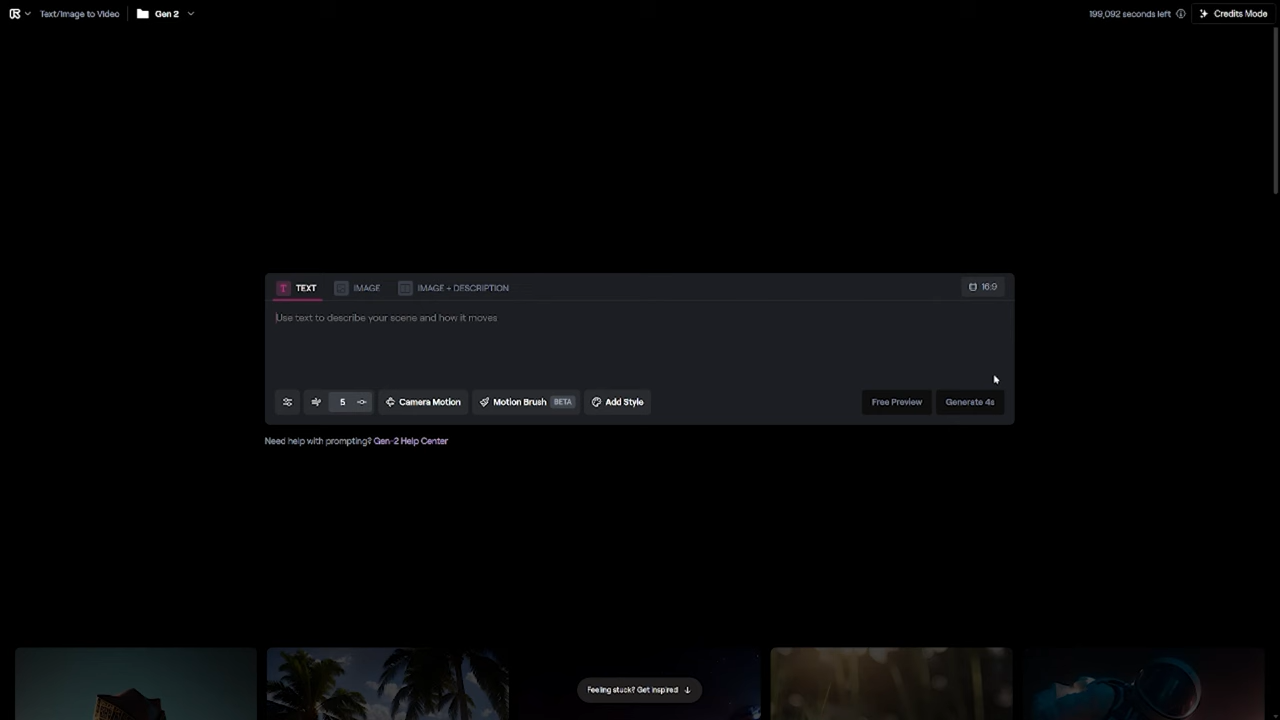 Text/Image to Video Gen 2 199,092 seconds left Credits Mode
TEXT IMAGE IMAGE + DESCRIPTION 16:9
Use text to describe your scene and how it moves
5 Camera Motion Motion Brush BETA Add Style Free Preview Generate 4s
Need help with prompting? Gen-2 Help Center
Feeling stuck? Get inspired ↓